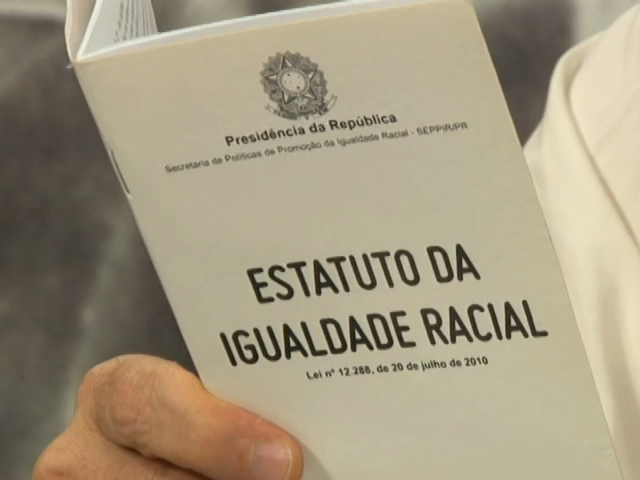 Presidência da República
Secretaria de Políticas de Promoção da Igualdade Racial - SEPPIR/PR
ESTATUTO DA
IGUALDADE RACIAL
Lei nº 12.288, de 20 de julho de 2010